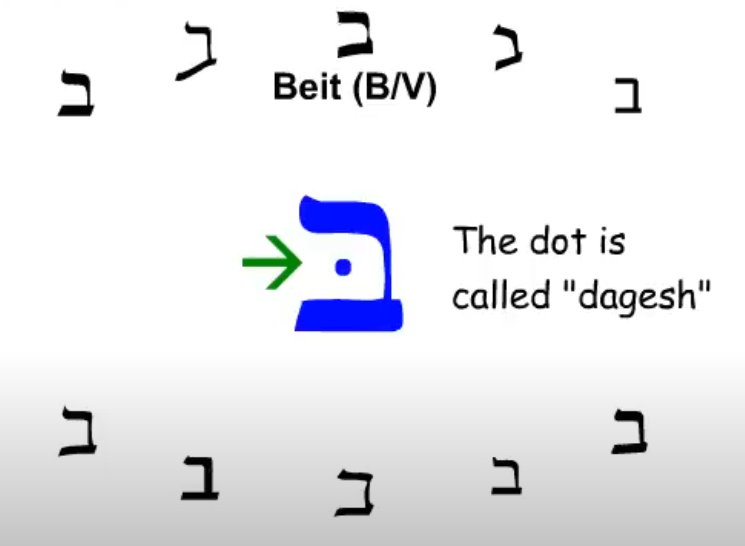 ב ב ב ב ב
Beit (B/V)
בּ
The dot is
called "dagesh"
ב ב ב ב ב